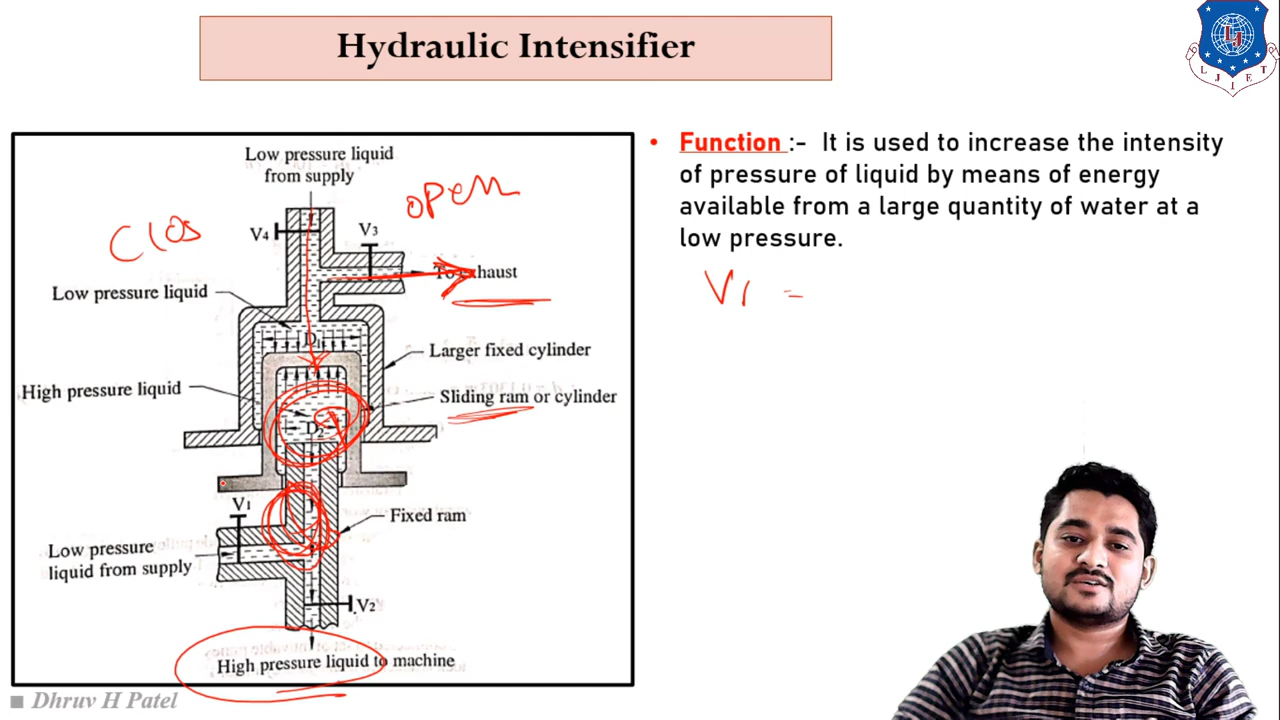 Hydraulic Intensifier
LJIET
Low pressure liquid
from supply
open
Clos
V4
V3
To exhaust
Low pressure liquid
D1
Larger fixed cylinder
High pressure liquid
Sliding ram or cylinder
D2
V1
Fixed ram
Low pressure
liquid from supply
V2
High pressure liquid to machine
Dhruv H Patel
• Function :- It is used to increase the intensity
of pressure of liquid by means of energy
available from a large quantity of water at a
low pressure.
V1 =